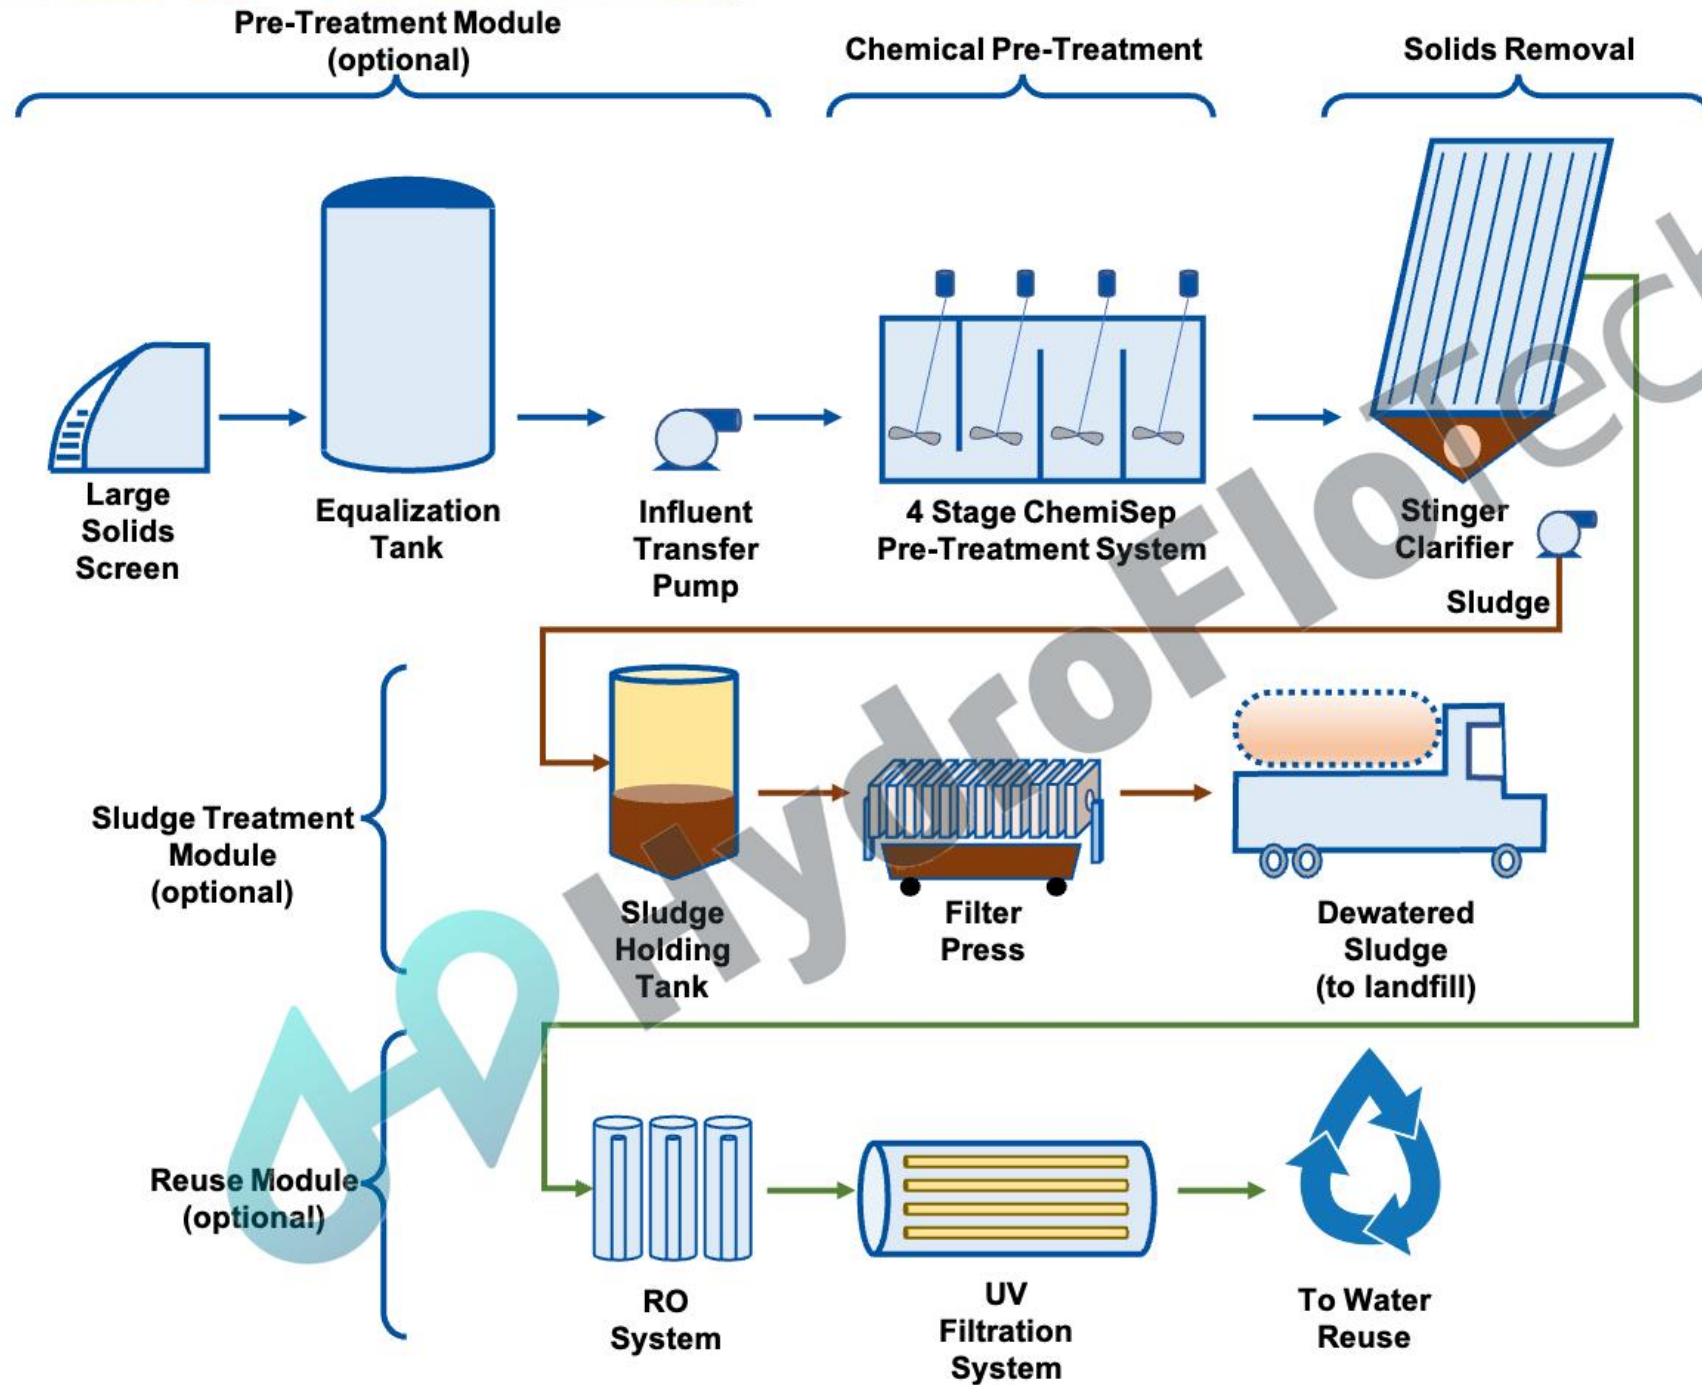 Pre-Treatment Module
(optional)
Chemical Pre-Treatment
Solids Removal
Large
Solids
Screen
Equalization
Tank
Influent
Transfer
Pump
4 Stage ChemiSep
Pre-Treatment System
Stinger
Clarifier
Sludge
Sludge Treatment
Module
(optional)
Sludge
Holding
Tank
Filter
Press
Dewatered
Sludge
(to landfill)
Reuse Module
(optional)
RO
System
UV
Filtration
System
To Water
Reuse
HydroFloTech